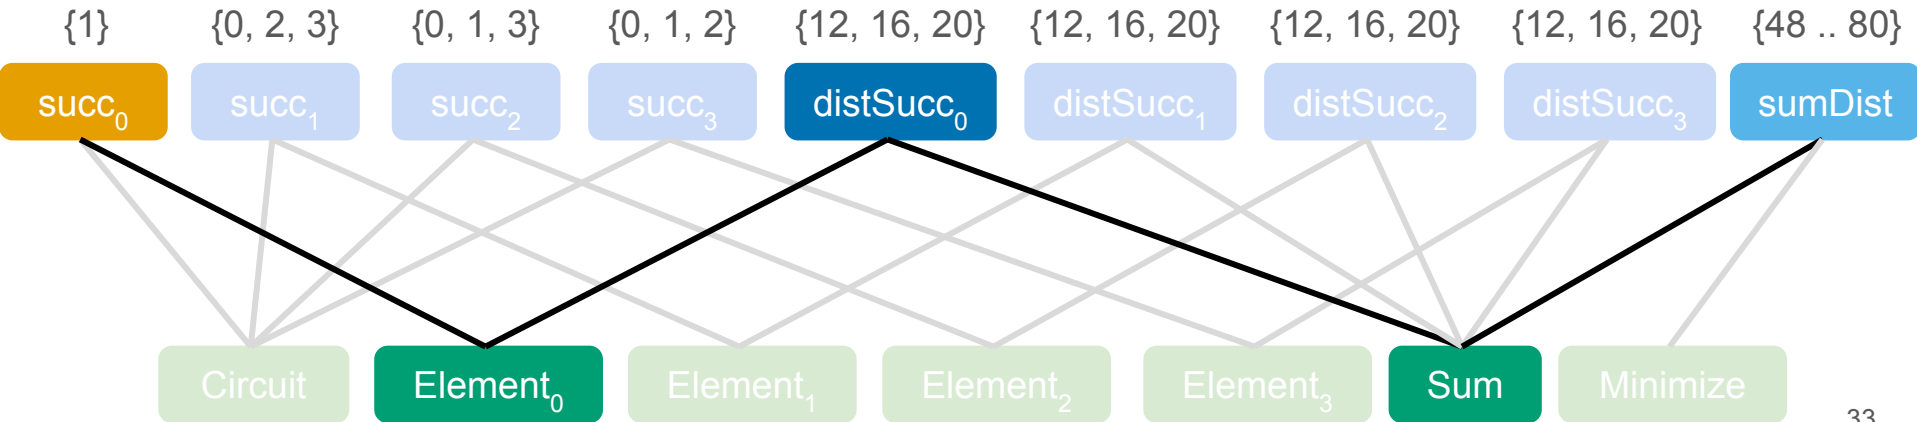 {1} {0, 2, 3} {0, 1, 3} {0, 1, 2} {12, 16, 20} {12, 16, 20} {12, 16, 20} {12, 16, 20} {48 .. 80}
succ₀ succ₁ succ₂ succ₃ distSucc₀ distSucc₁ distSucc₂ distSucc₃ sumDist
Circuit Element₀ Element₁ Element₂ Element₃ Sum Minimize
33